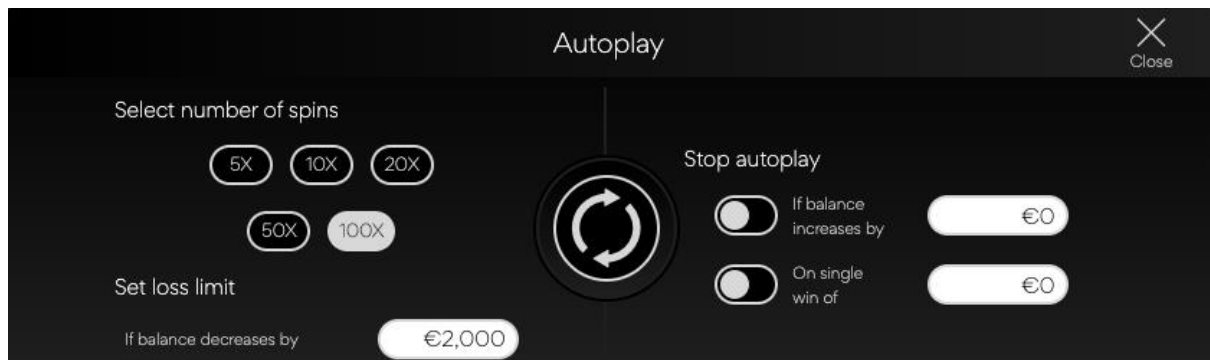 Autoplay
Close
Select number of spins
5X 10X 20X
50X 100X
Set loss limit
If balance decreases by €2,000
Stop autoplay
If balance
increases by
€0
On single
win of
€0